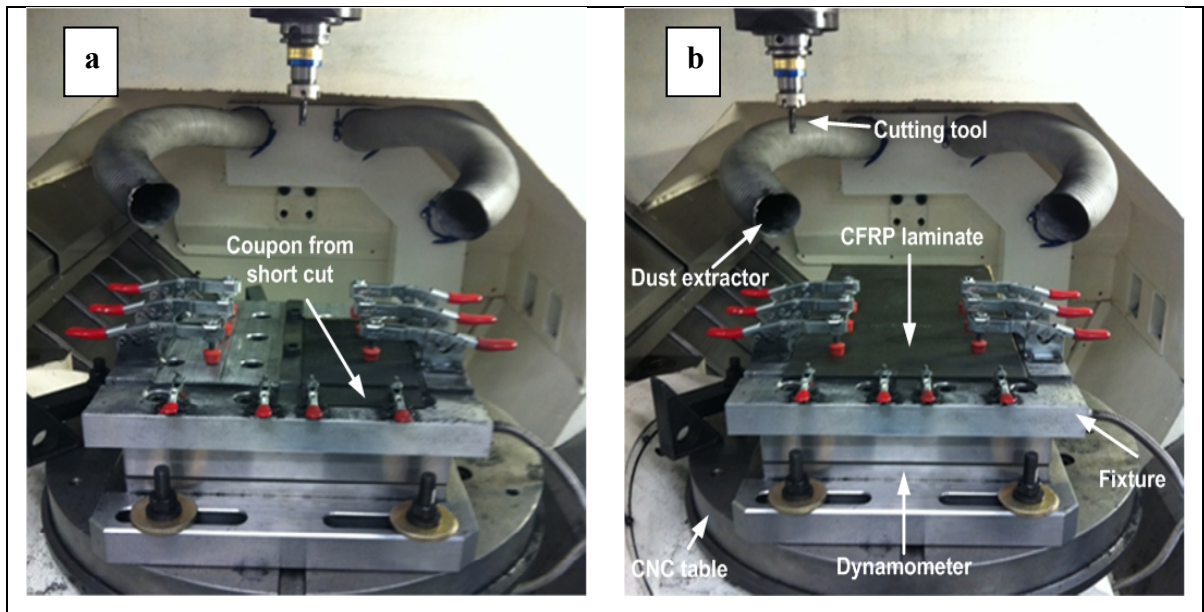 a
Coupon from
short cut
b
Cutting tool
CFRP laminate
Dust extractor
Fixture
CNC table
Dynamometer